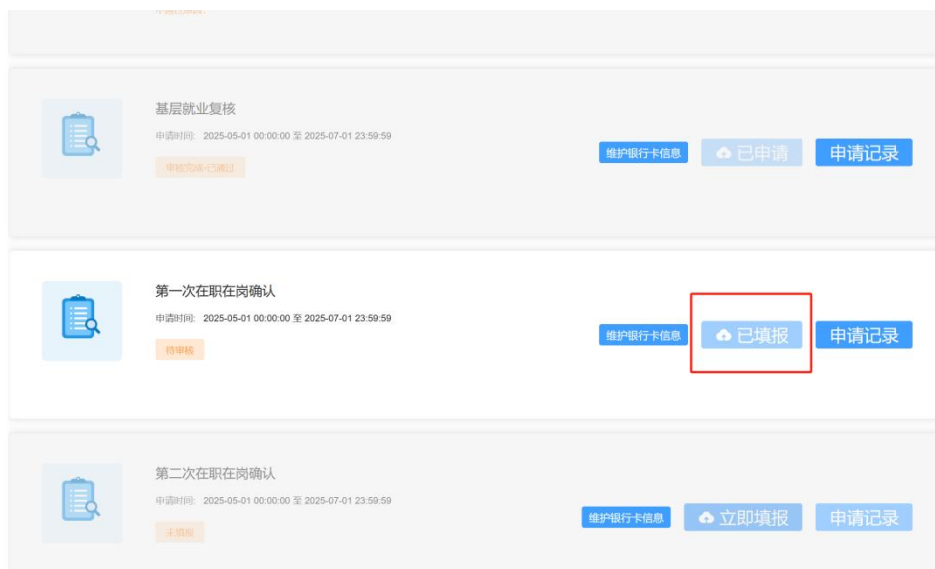 基层就业复核
申请时间: 2025-05-01 00:00:00 至 2025-07-01 23:59:59
维护银行卡信息 已申请 申请记录
审核完成-已通过
第一次在职在岗确认
申请时间: 2025-05-01 00:00:00 至 2025-07-01 23:59:59
维护银行卡信息 已填报 申请记录
待审核
第二次在职在岗确认
申请时间: 2025-05-01 00:00:00 至 2025-07-01 23:59:59
维护银行卡信息 立即填报 申请记录
未填报